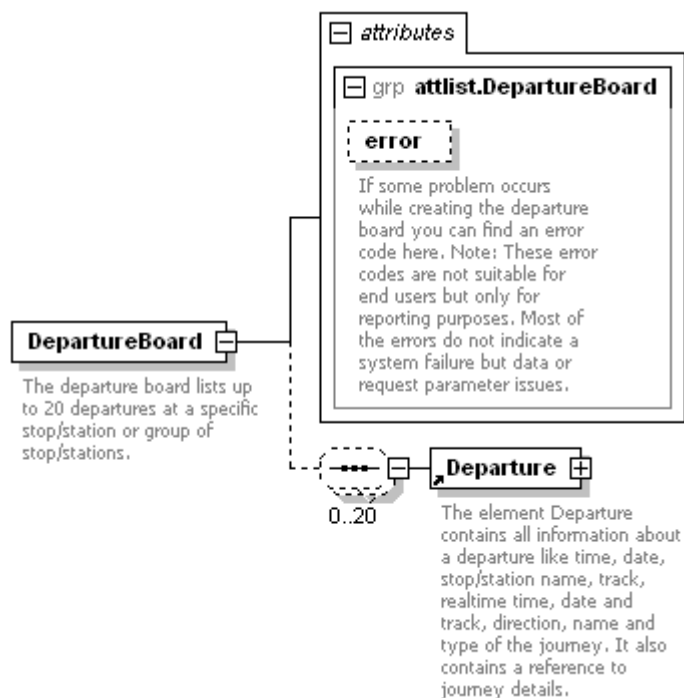 attributes
grp attlist.DepartureBoard
error
If some problem occurs
while creating the departure
board you can find an error
code here. Note: These error
codes are not suitable for
end users but only for
reporting purposes. Most of
the errors do not indicate a
system failure but data or
request parameter issues.
DepartureBoard
The departure board lists up
to 20 departures at a specific
stop/station or group of
stop/stations.
Departure
0..20
The element Departure
contains all information about
a departure like time, date,
stop/station name, track,
realtime time, date and
track, direction, name and
type of the journey. It also
contains a reference to
journey details.